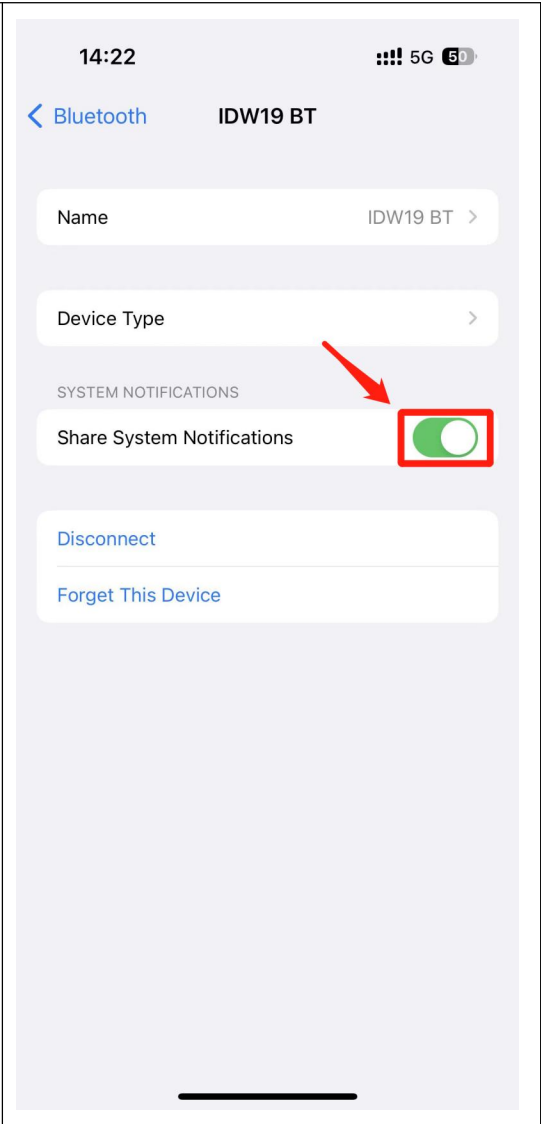 14:22 5G 50
Bluetooth IDW19 BT
Name IDW19 BT
Device Type
SYSTEM NOTIFICATIONS
Share System Notifications
Disconnect
Forget This Device